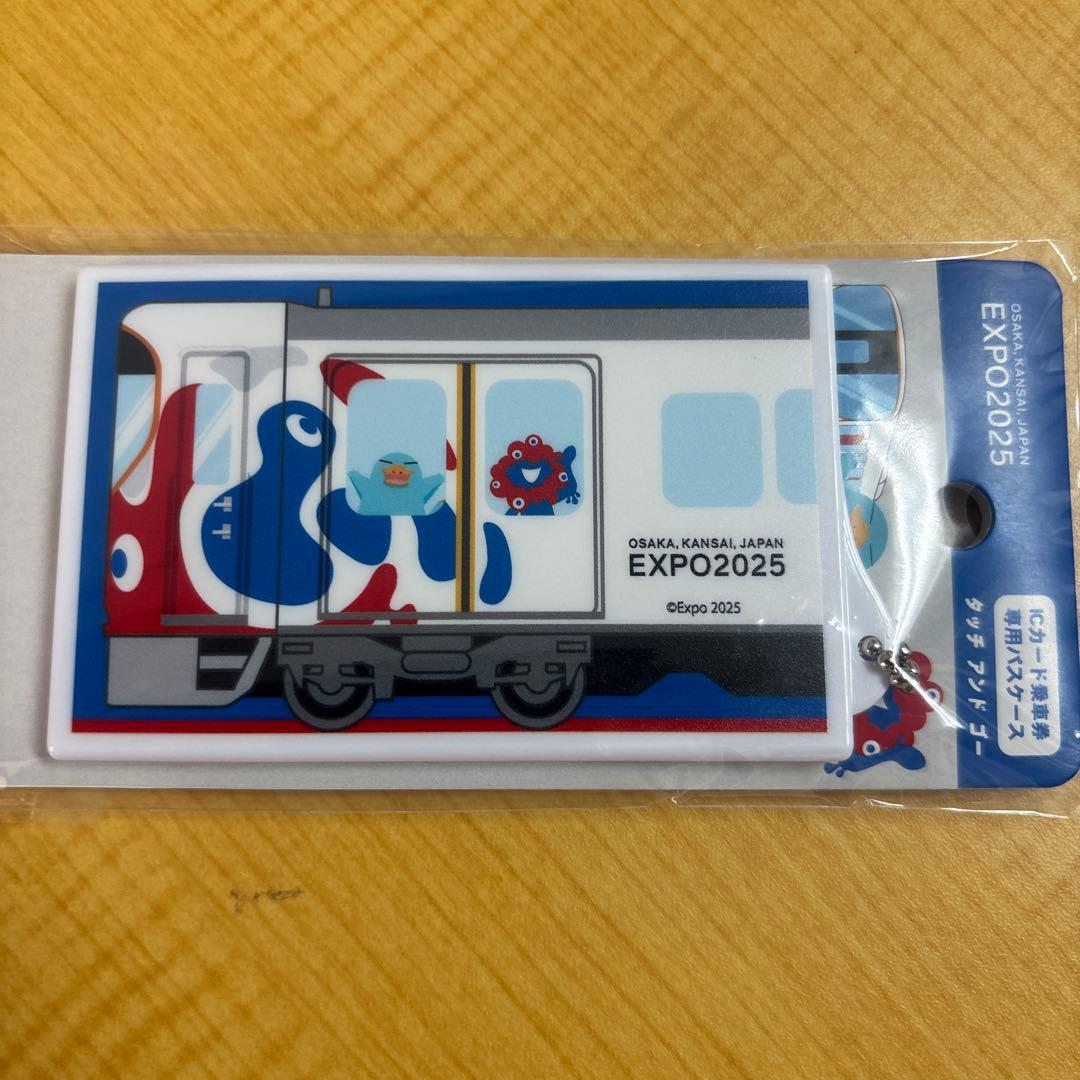 OSAKA, KANSAI, JAPAN
EXPO2025
©Expo 2025
OSAKA, KANSAI, JAPAN
EXPO2025
ICカード乗車券
専用パスケース
タッチ アンド ゴー